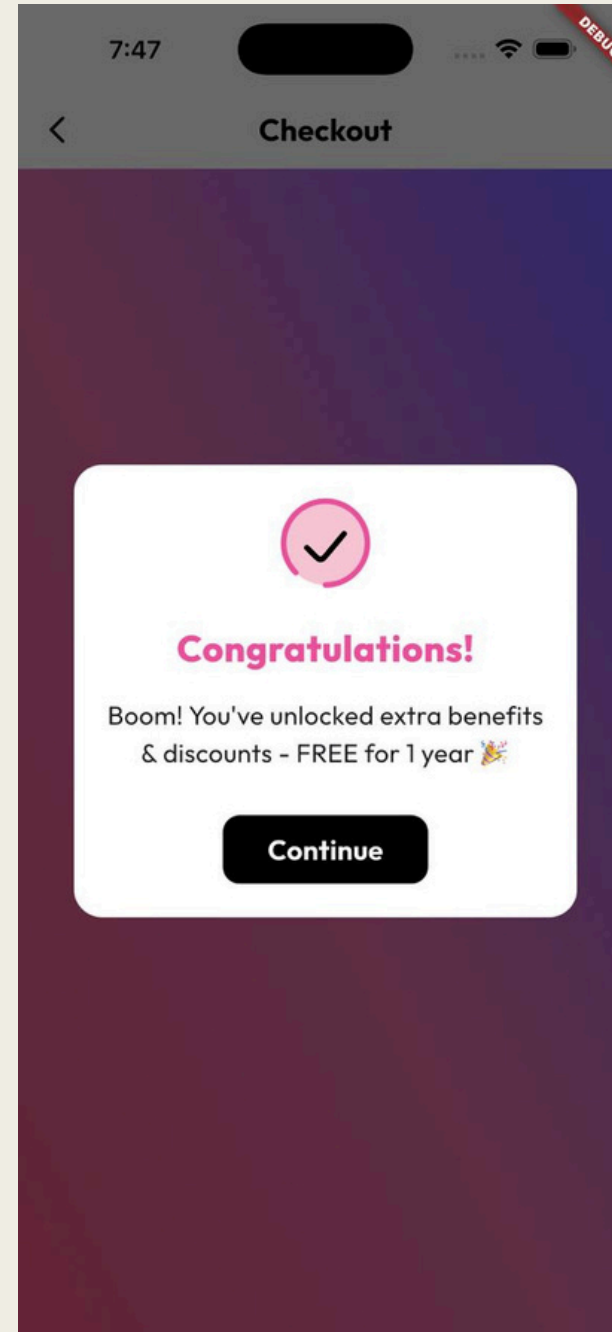 7:47
DEBUG
Checkout
Congratulations!
Boom! You've unlocked extra benefits
& discounts - FREE for 1 year 🎉
Continue